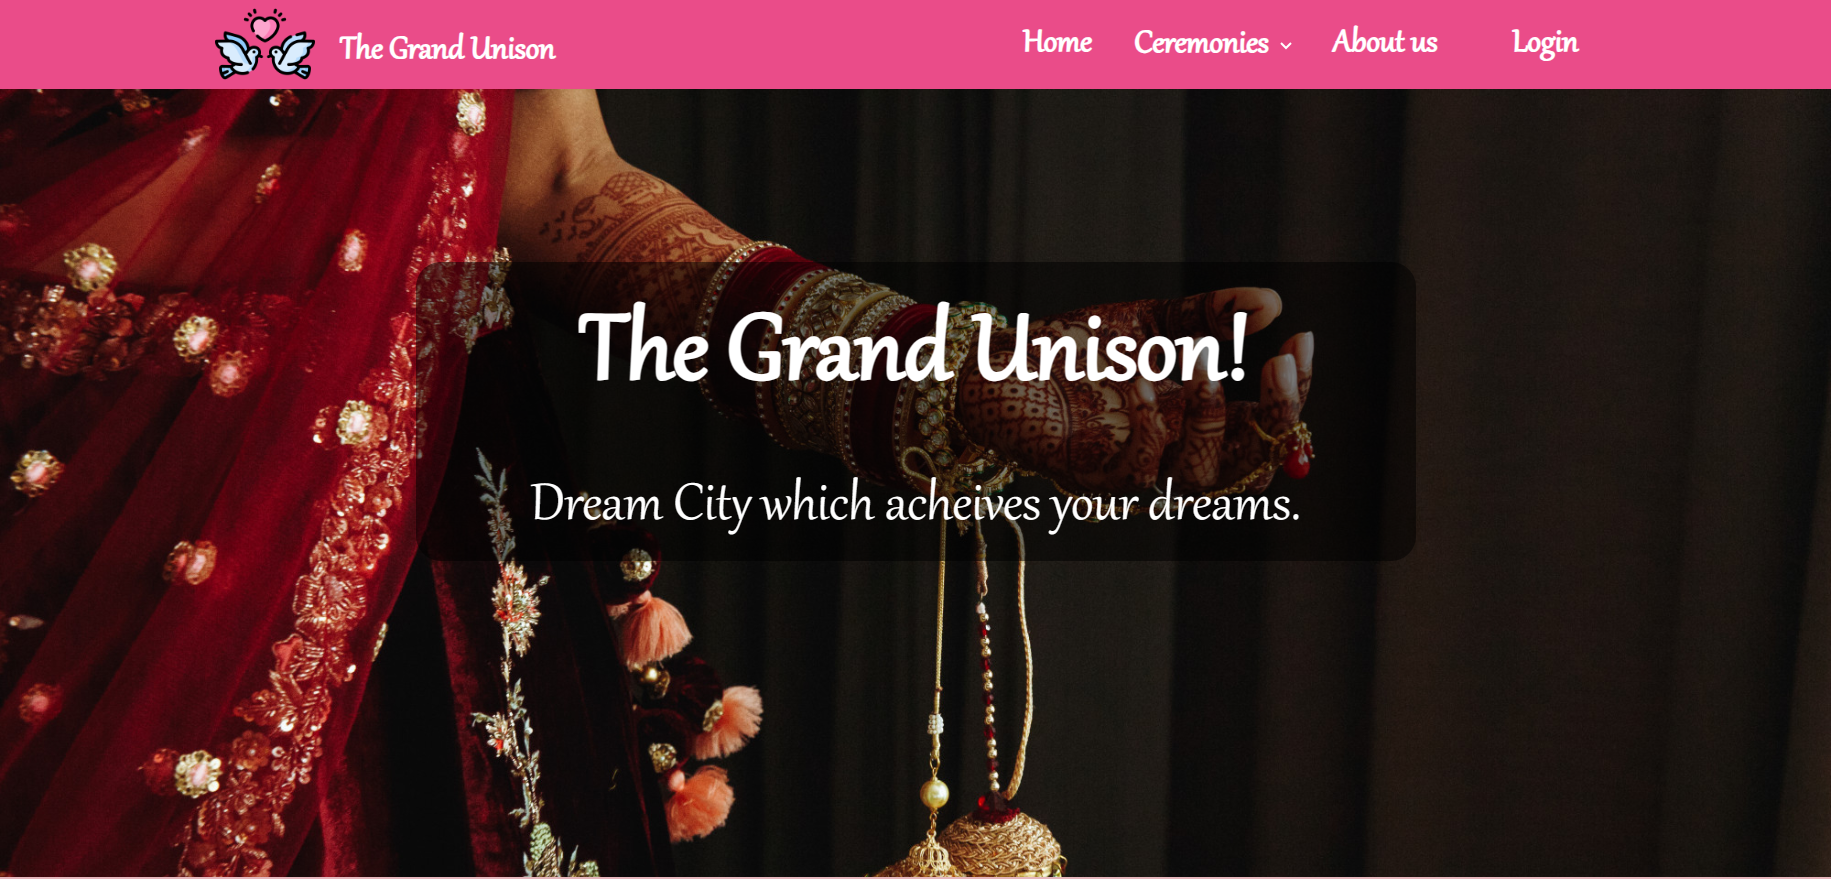 The Grand Unison
Home Ceremonies About us Login
The Grand Unison!
Dream City which acheives your dreams.